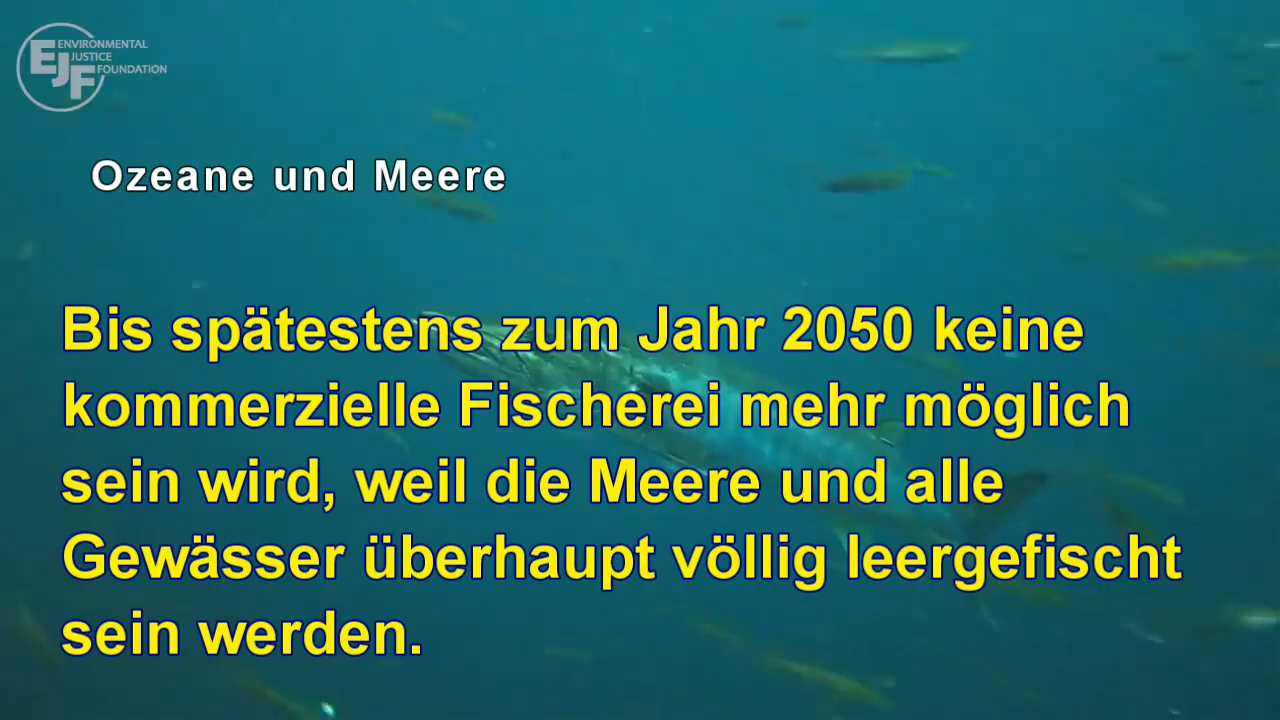 EJF
ENVIRONMENTAL
JUSTICE
FOUNDATION
Ozeane und Meere
Bis spätestens zum Jahr 2050 keine
kommerzielle Fischerei mehr möglich
sein wird, weil die Meere und alle
Gewässer überhaupt völlig leergefischt
sein werden.